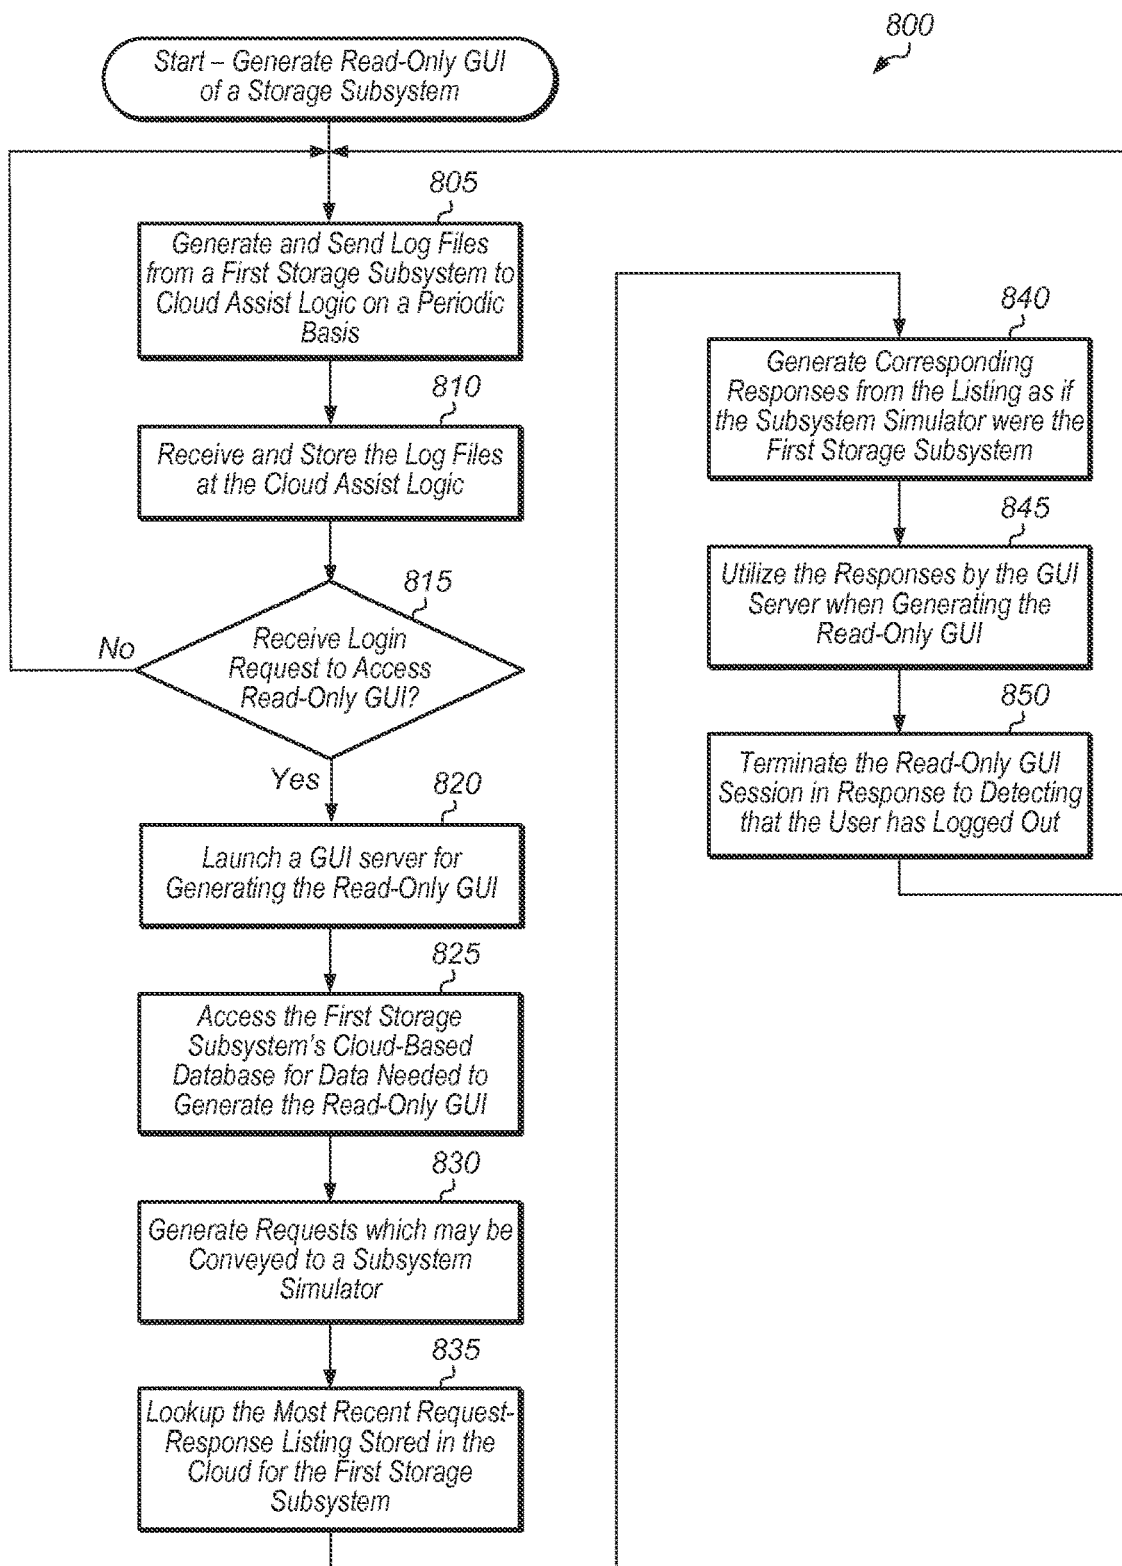 800
Start – Generate Read-Only GUI
of a Storage Subsystem
805
Generate and Send Log Files
from a First Storage Subsystem to
Cloud Assist Logic on a Periodic
Basis
810
Receive and Store the Log Files
at the Cloud Assist Logic
815
Receive Login
Request to Access
Read-Only GUI?
No
Yes
820
Launch a GUI server for
Generating the Read-Only GUI
825
Access the First Storage
Subsystem's Cloud-Based
Database for Data Needed to
Generate the Read-Only GUI
830
Generate Requests which may be
Conveyed to a Subsystem
Simulator
835
Lookup the Most Recent Request-
Response Listing Stored in the
Cloud for the First Storage
Subsystem
840
Generate Corresponding
Responses from the Listing as if
the Subsystem Simulator were the
First Storage Subsystem
845
Utilize the Responses by the GUI
Server when Generating the
Read-Only GUI
850
Terminate the Read-Only GUI
Session in Response to Detecting
that the User has Logged Out